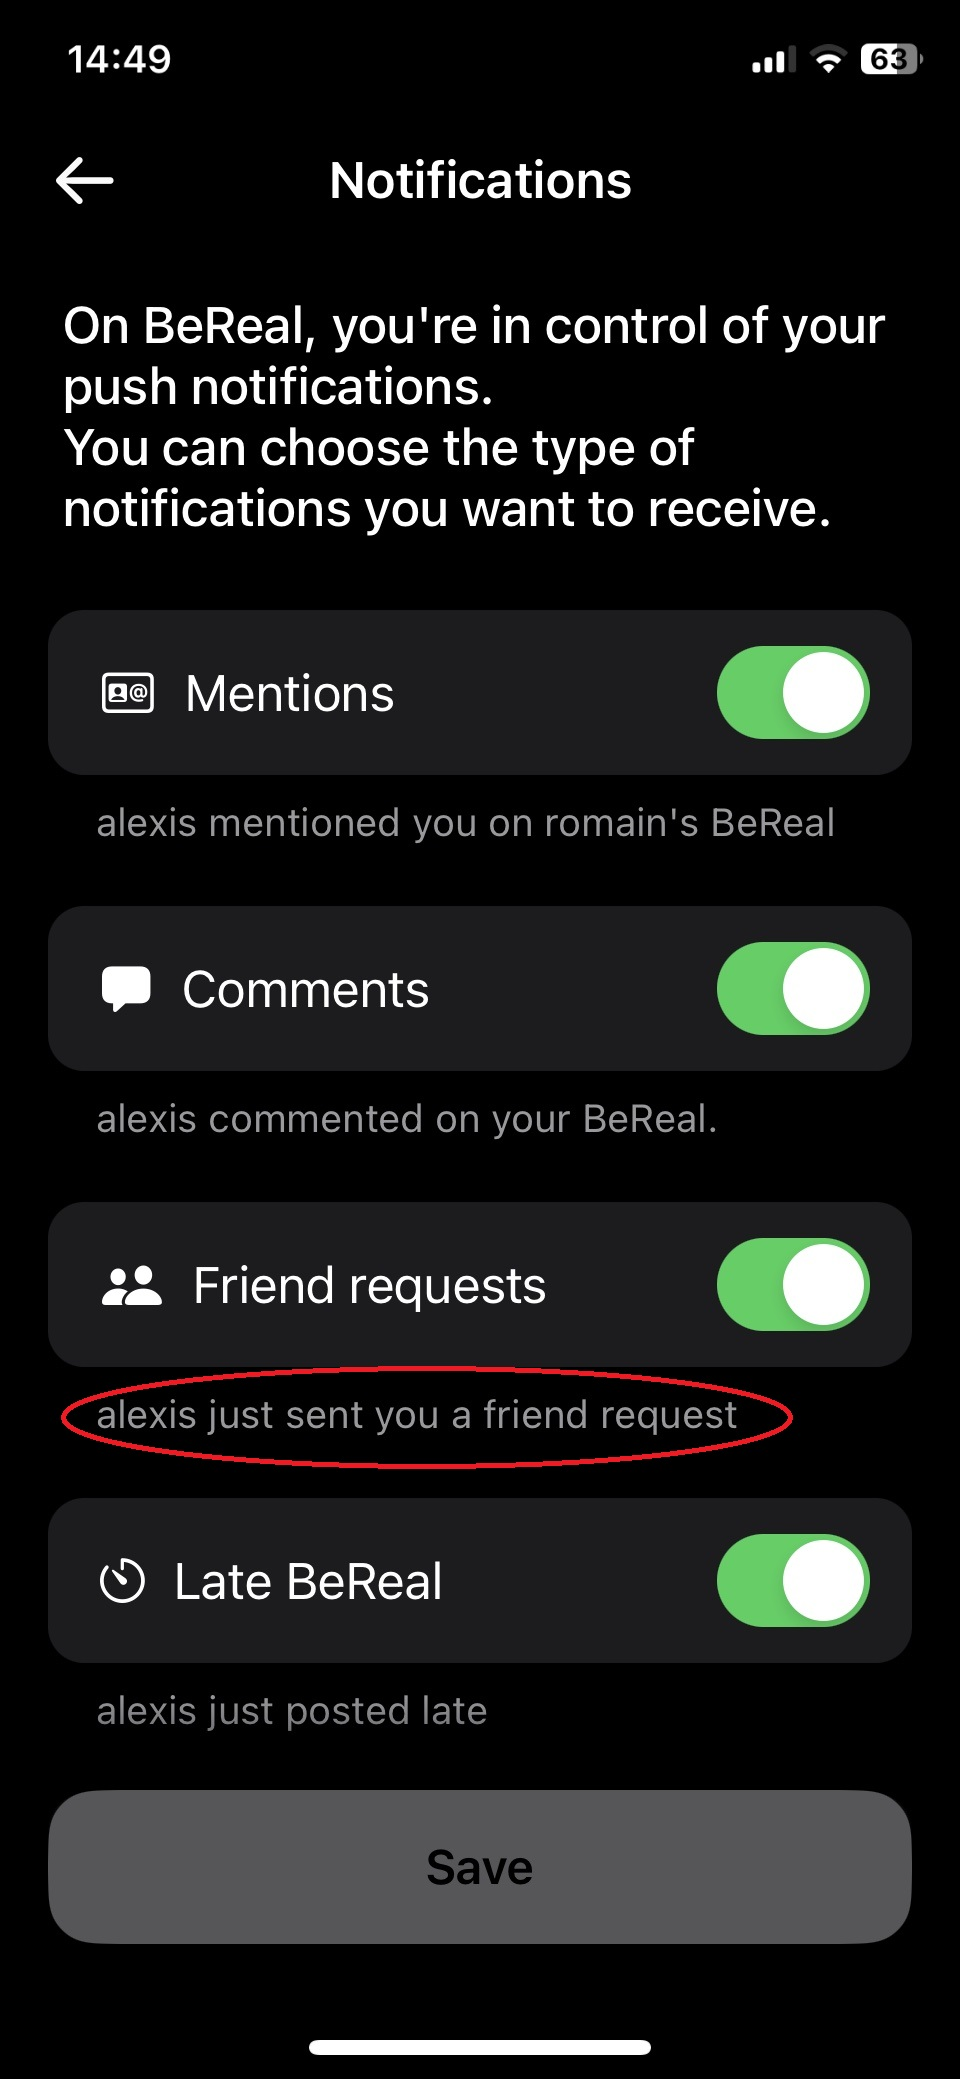 14:49
63
Notifications
On BeReal, you're in control of your
push notifications.
You can choose the type of
notifications you want to receive.
@ Mentions
alexis mentioned you on romain's BeReal
Comments
alexis commented on your BeReal.
Friend requests
alexis just sent you a friend request
Late BeReal
alexis just posted late
Save